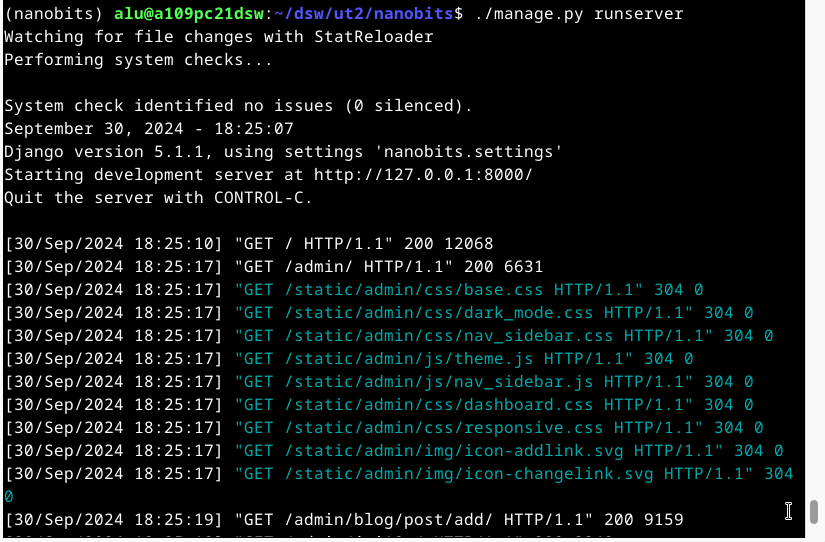 (nanobits) alu@a109pc21dsw:~/dsw/ut2/nanobits$ ./manage.py runserver
Watching for file changes with StatReloader
Performing system checks...
System check identified no issues (0 silenced).
September 30, 2024 - 18:25:07
Django version 5.1.1, using settings 'nanobits.settings'
Starting development server at http://127.0.0.1:8000/
Quit the server with CONTROL-C.
[30/Sep/2024 18:25:10] "GET / HTTP/1.1" 200 12068
[30/Sep/2024 18:25:17] "GET /admin/ HTTP/1.1" 200 6631
[30/Sep/2024 18:25:17] "GET /static/admin/css/base.css HTTP/1.1" 304 0
[30/Sep/2024 18:25:17] "GET /static/admin/css/dark_mode.css HTTP/1.1" 304 0
[30/Sep/2024 18:25:17] "GET /static/admin/css/nav_sidebar.css HTTP/1.1" 304 0
[30/Sep/2024 18:25:17] "GET /static/admin/js/theme.js HTTP/1.1" 304 0
[30/Sep/2024 18:25:17] "GET /static/admin/js/nav_sidebar.js HTTP/1.1" 304 0
[30/Sep/2024 18:25:17] "GET /static/admin/css/dashboard.css HTTP/1.1" 304 0
[30/Sep/2024 18:25:17] "GET /static/admin/css/responsive.css HTTP/1.1" 304 0
[30/Sep/2024 18:25:17] "GET /static/admin/img/icon-addlink.svg HTTP/1.1" 304 0
[30/Sep/2024 18:25:17] "GET /static/admin/img/icon-changelink.svg HTTP/1.1" 304
0
[30/Sep/2024 18:25:19] "GET /admin/blog/post/add/ HTTP/1.1" 200 9159